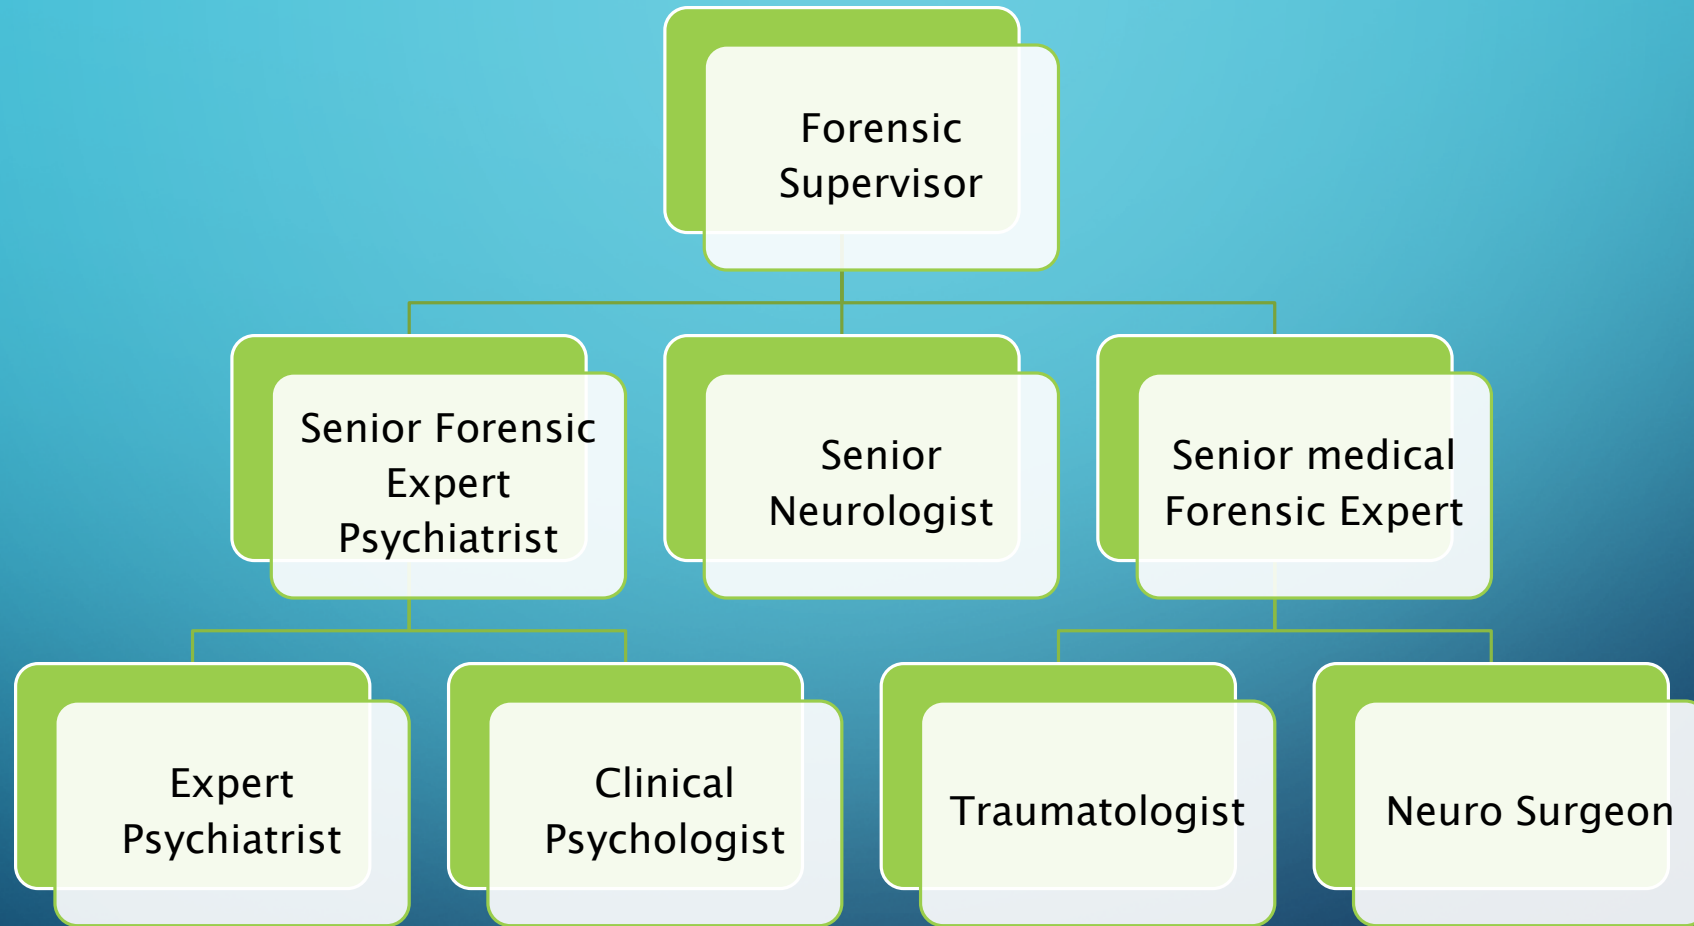 Forensic
Supervisor
Senior Forensic
Expert
Psychiatrist
Senior
Neurologist
Senior medical
Forensic Expert
Expert
Psychiatrist
Clinical
Psychologist
Traumatologist
Neuro Surgeon